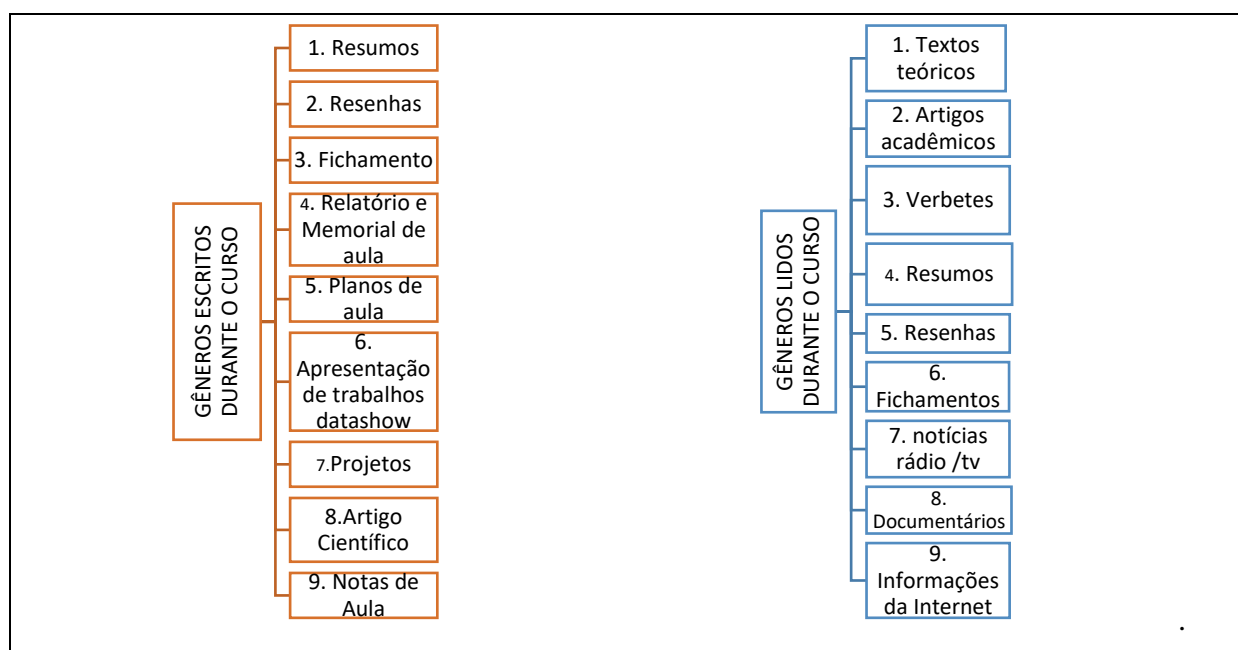 GÊNEROS ESCRITOS
DURANTE O CURSO
1. Resumos
2. Resenhas
3. Fichamento
4. Relatório e
Memorial de
aula
5. Planos de
aula
6.
Apresentação
de trabalhos
datashow
7.Projetos
8.Artigo
Científico
9. Notas de
Aula
GÊNEROS LIDOS
DURANTE O CURSO
1. Textos
teóricos
2. Artigos
acadêmicos
3. Verbetes
4. Resumos
5. Resenhas
6.
Fichamentos
7. notícias
rádio /tv
8.
Documentários
9.
Informações
da Internet
.